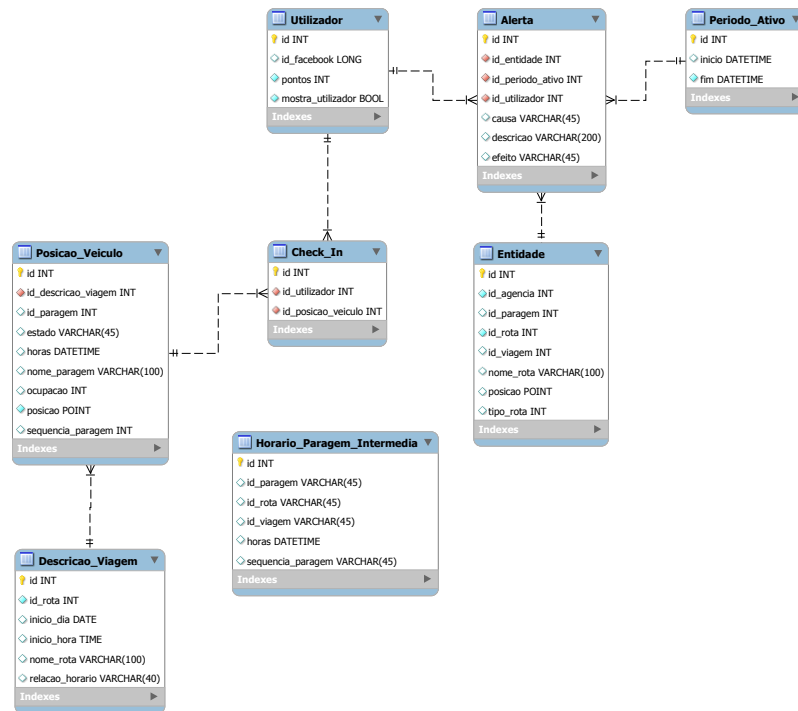 Utilizador
id INT
id_facebook LONG
pontos INT
mostra_utilizador BOOL
Indexes
Alerta
id INT
id_entidade INT
id_periodo_ativo INT
id_utilizador INT
causa VARCHAR(45)
descricao VARCHAR(200)
efeito VARCHAR(45)
Indexes
Periodo_Ativo
id INT
inicio DATETIME
fim DATETIME
Indexes
Posicao_Veiculo
id INT
id_descricao_viagem INT
id_paragem INT
estado VARCHAR(45)
horas DATETIME
nome_paragem VARCHAR(100)
ocupacao INT
posicao POINT
sequencia_paragem INT
Indexes
Check_In
id INT
id_utilizador INT
id_posicao_veiculo INT
Indexes
Entidade
id INT
id_agencia INT
id_paragem INT
id_rota INT
id_viagem INT
nome_rota VARCHAR(100)
posicao POINT
tipo_rota INT
Indexes
Horario_Paragem_Intermedia
id INT
id_paragem VARCHAR(45)
id_rota VARCHAR(45)
id_viagem VARCHAR(45)
horas DATETIME
sequencia_paragem VARCHAR(45)
Indexes
Descricao_Viagem
id INT
id_rota INT
inicio_dia DATE
inicio_hora TIME
nome_rota VARCHAR(100)
relacao_horario VARCHAR(40)
Indexes